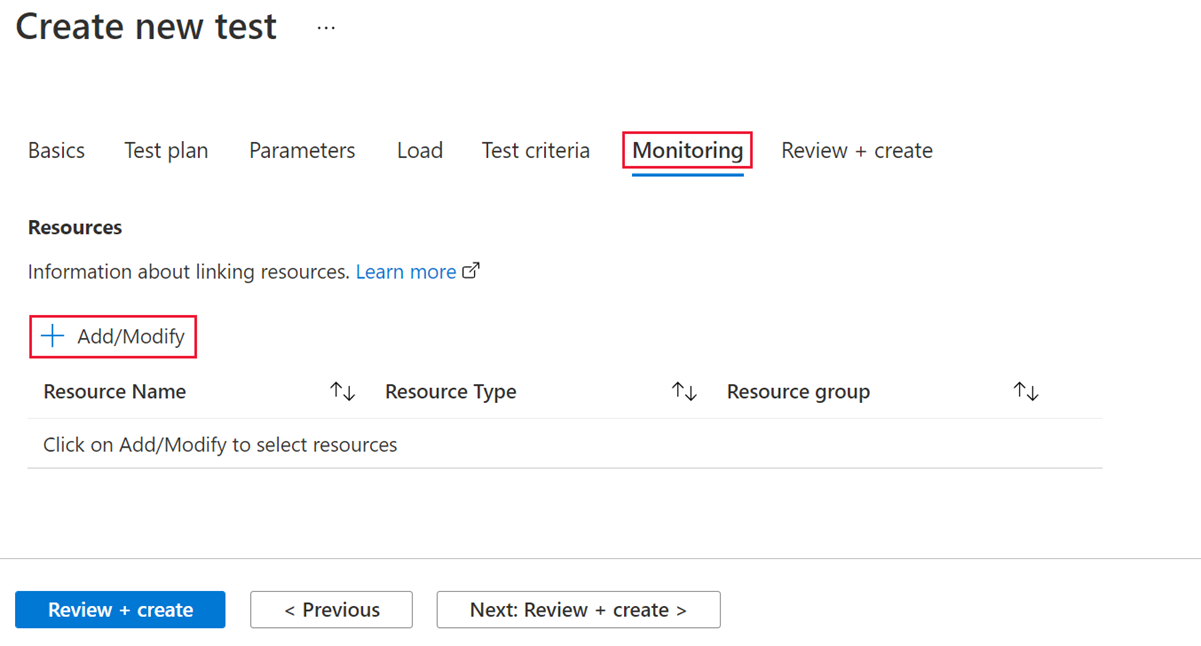 Create new test ...
Basics Test plan Parameters Load Test criteria Monitoring Review + create
Resources
Information about linking resources. Learn more
+ Add/Modify
Resource Name ↑↓ Resource Type ↑↓ Resource group ↑↓
Click on Add/Modify to select resources
Review + create < Previous Next: Review + create >